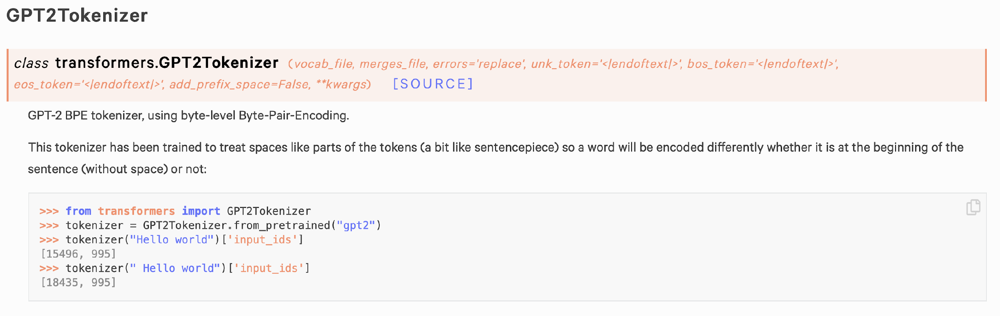 GPT2Tokenizer
class transformers.GPT2Tokenizer (vocab_file, merges_file, errors='replace', unk_token='<|endoftext|>', bos_token='<|endoftext|>',
eos_token='<|endoftext|>', add_prefix_space=False, **kwargs) [SOURCE]
GPT-2 BPE tokenizer, using byte-level Byte-Pair-Encoding.
This tokenizer has been trained to treat spaces like parts of the tokens (a bit like sentencepiece) so a word will be encoded differently whether it is at the beginning of the
sentence (without space) or not:
>>> from transformers import GPT2Tokenizer
>>> tokenizer = GPT2Tokenizer.from_pretrained("gpt2")
>>> tokenizer("Hello world")['input_ids']
[15496, 995]
>>> tokenizer(" Hello world")['input_ids']
[18435, 995]